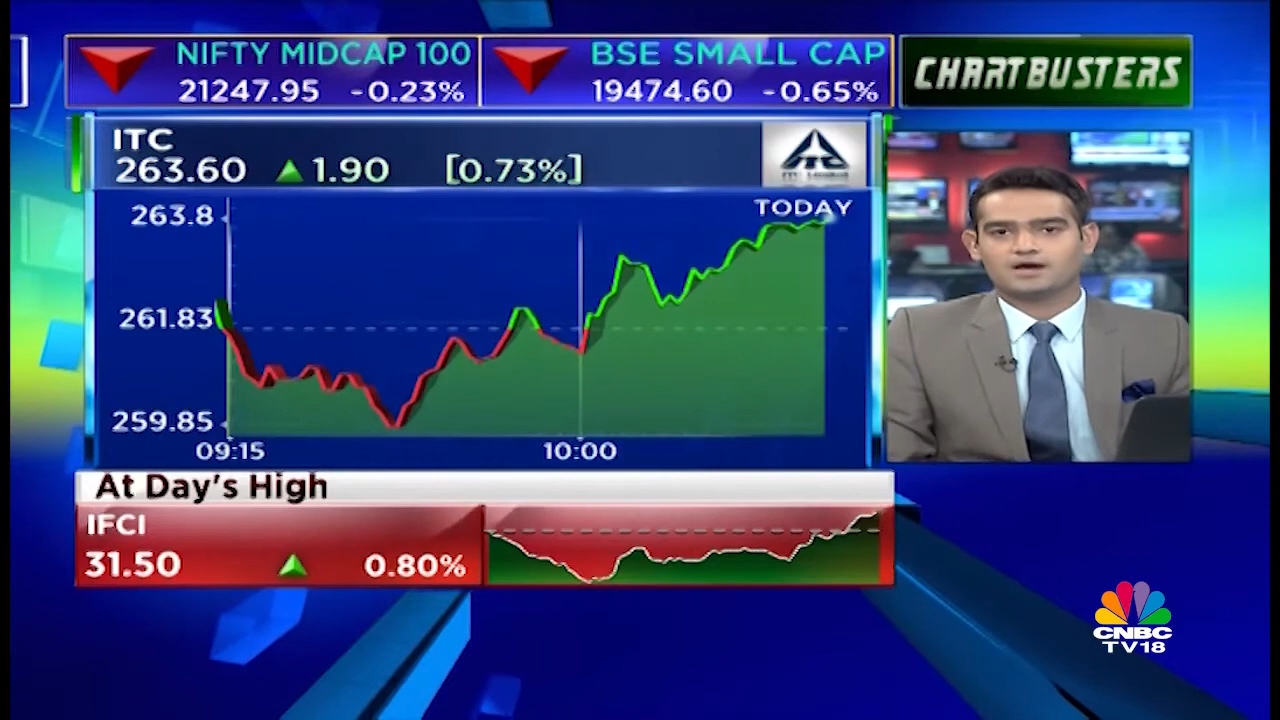 NIFTY MIDCAP 100
21247.95 -0.23%
BSE SMALL CAP
19474.60 -0.65%
CHARTBUSTERS
ITC
263.60 ▲ 1.90 [0.73%]
ITC Limited
TODAY
263.8
261.83
259.85
09:15 10:00
At Day's High
IFCI
31.50 ▲ 0.80%
CNBC
TV18